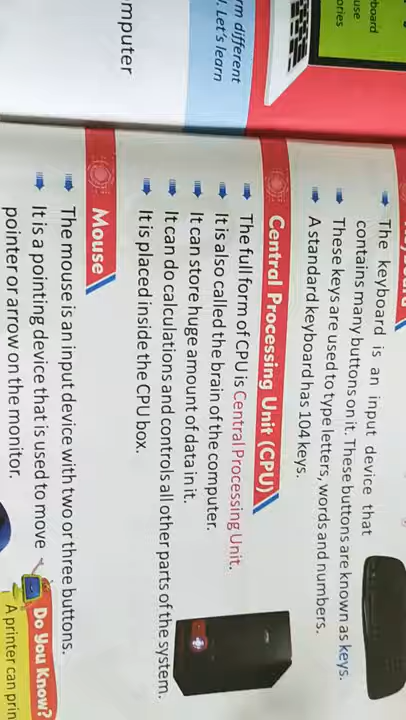 yboard
use
ories
rm different
Let's learn
mputer
The keyboard is an input device that
contains many buttons on it. These buttons are known as keys.
These keys are used to type letters, words and numbers.
A standard keyboard has 104 keys.
Central Processing Unit (CPU)
The full form of CPU is Central Processing Unit.
It is also called the brain of the computer.
It can store huge amount of data in it.
It can do calculations and controls all other parts of the system.
It is placed inside the CPU box.
Mouse
The mouse is an input device with two or three buttons.
It is a pointing device that is used to move
pointer or arrow on the monitor.
Do You Know?
A printer can prin